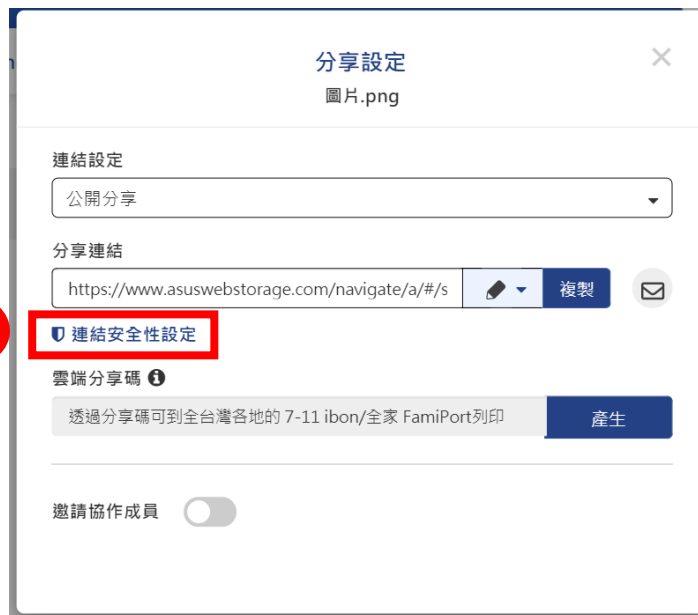 分享設定
圖片.png
連結設定
公開分享
分享連結
https://www.asuswebstorage.com/navigate/a/#/s
複製
連結安全性設定
雲端分享碼
透過分享碼可到全台灣各地的 7-11 ibon/全家 FamiPort列印
產生
邀請協作成員